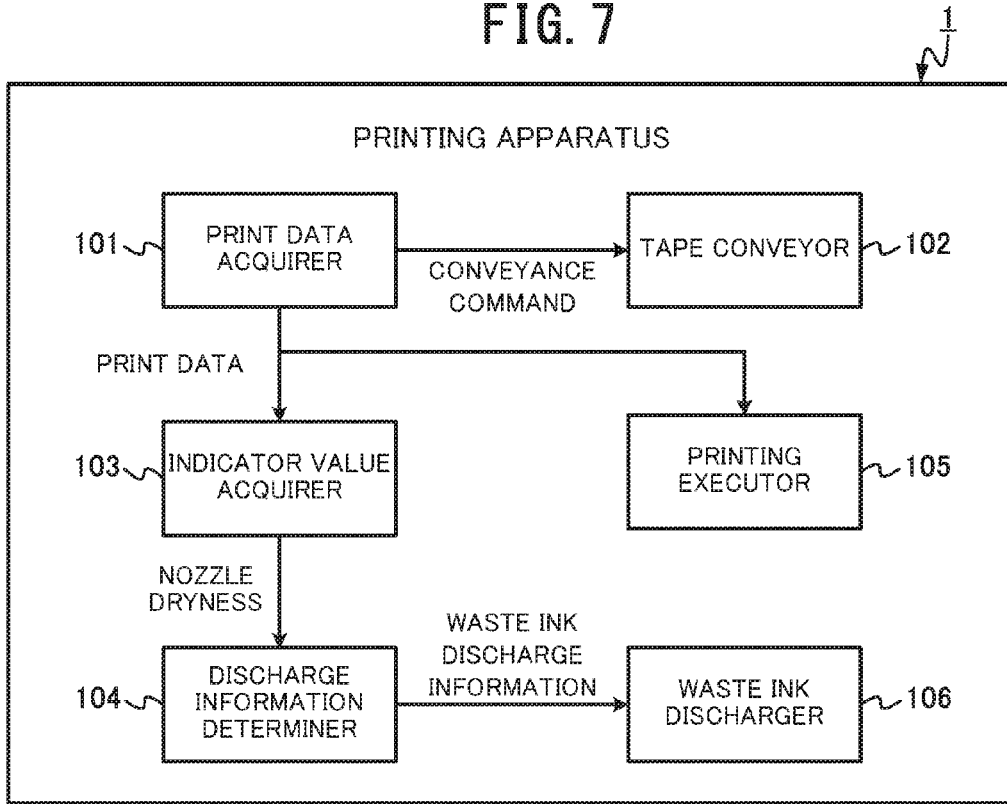 FIG. 7
1
PRINTING APPARATUS
101
PRINT DATA
ACQUIRER
CONVEYANCE
COMMAND
TAPE CONVEYOR
102
PRINT DATA
103
INDICATOR VALUE
ACQUIRER
PRINTING
EXECUTOR
105
NOZZLE
DRYNESS
104
DISCHARGE
INFORMATION
DETERMINER
WASTE INK
DISCHARGE
INFORMATION
WASTE INK
DISCHARGER
106